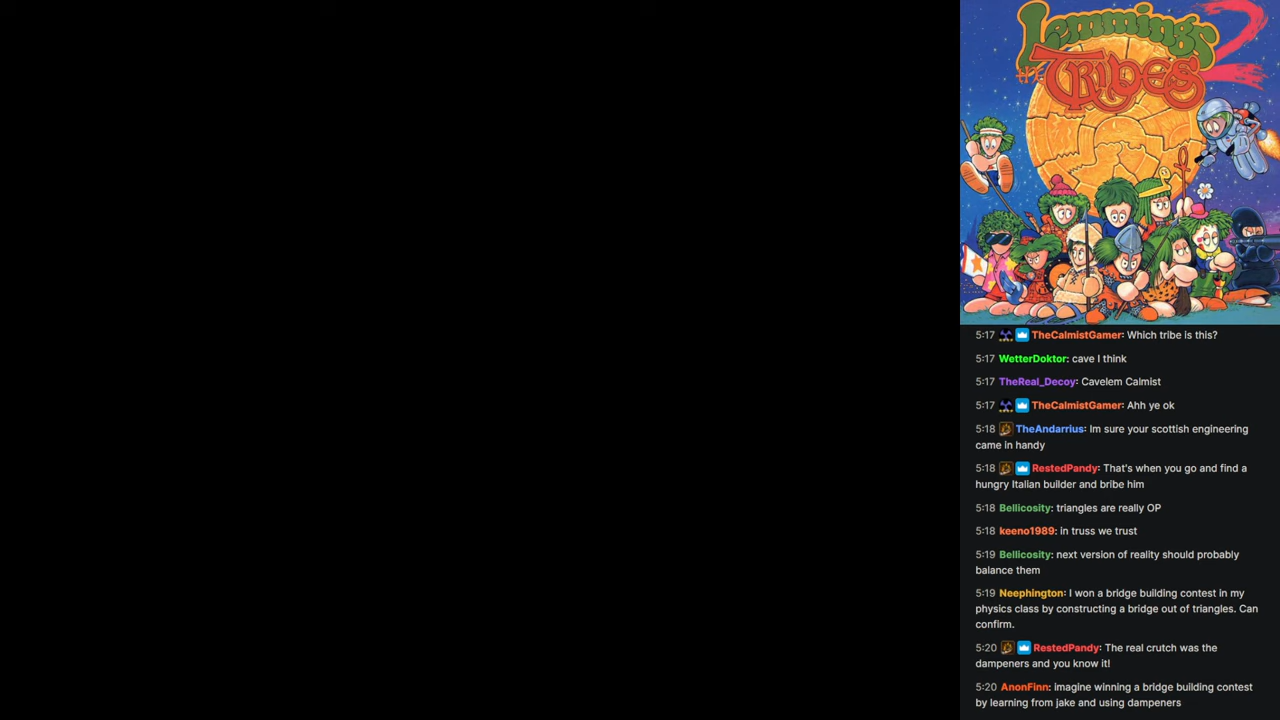 Lemmings 2
THE TRIBES
5:17 TheCalmistGamer: Which tribe is this?
5:17 WetterDoktor: cave I think
5:17 TheReal_Decoy: Cavelem Calmist
5:17 TheCalmistGamer: Ahh ye ok
5:18 TheAndarrius: Im sure your scottish engineering
came in handy
5:18 RestedPandy: That's when you go and find a
hungry Italian builder and bribe him
5:18 Bellicosity: triangles are really OP
5:18 keeno1989: in truss we trust
5:19 Bellicosity: next version of reality should probably
balance them
5:19 Neephington: I won a bridge building contest in my
physics class by constructing a bridge out of triangles. Can
confirm.
5:20 RestedPandy: The real crutch was the
dampeners and you know it!
5:20 AnonFinn: imagine winning a bridge building contest
by learning from jake and using dampeners